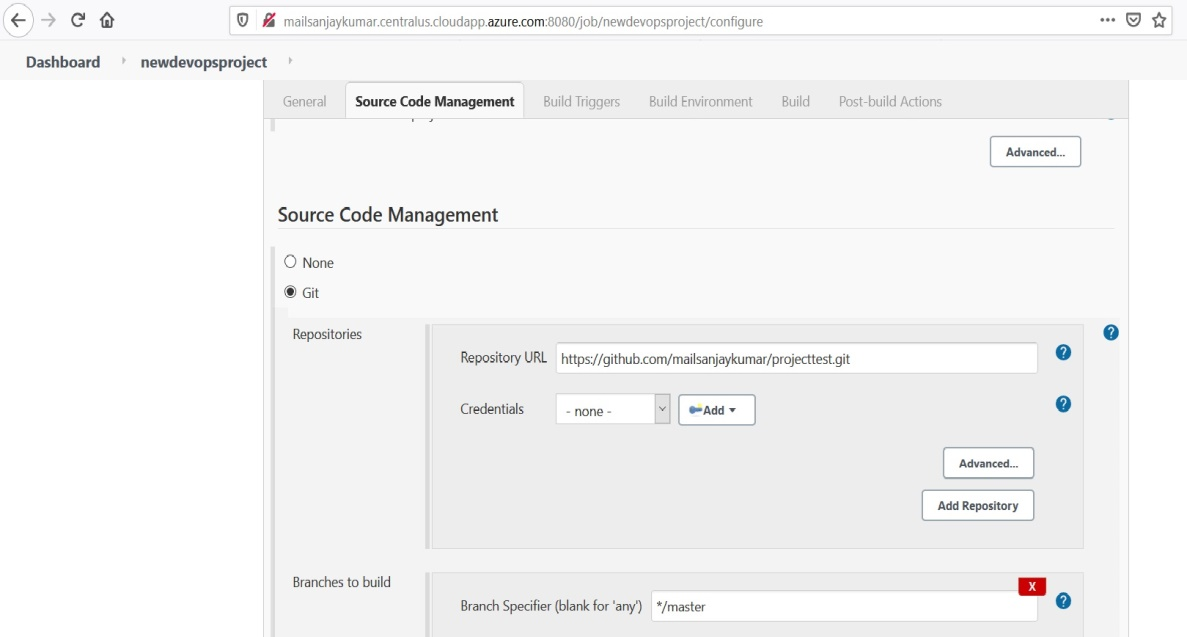 mailsanjaykumar.centralus.cloudapp.azure.com:8080/job/newdevopsproject/configure
Dashboard newdevopsproject
General Source Code Management Build Triggers Build Environment Build Post-build Actions
Advanced...
Source Code Management
None
Git
Repositories
?
Repository URL https://github.com/mailsanjaykumar/projecttest.git ?
Credentials - none - Add ?
Advanced...
Add Repository
Branches to build
X
Branch Specifier (blank for 'any') */master ?